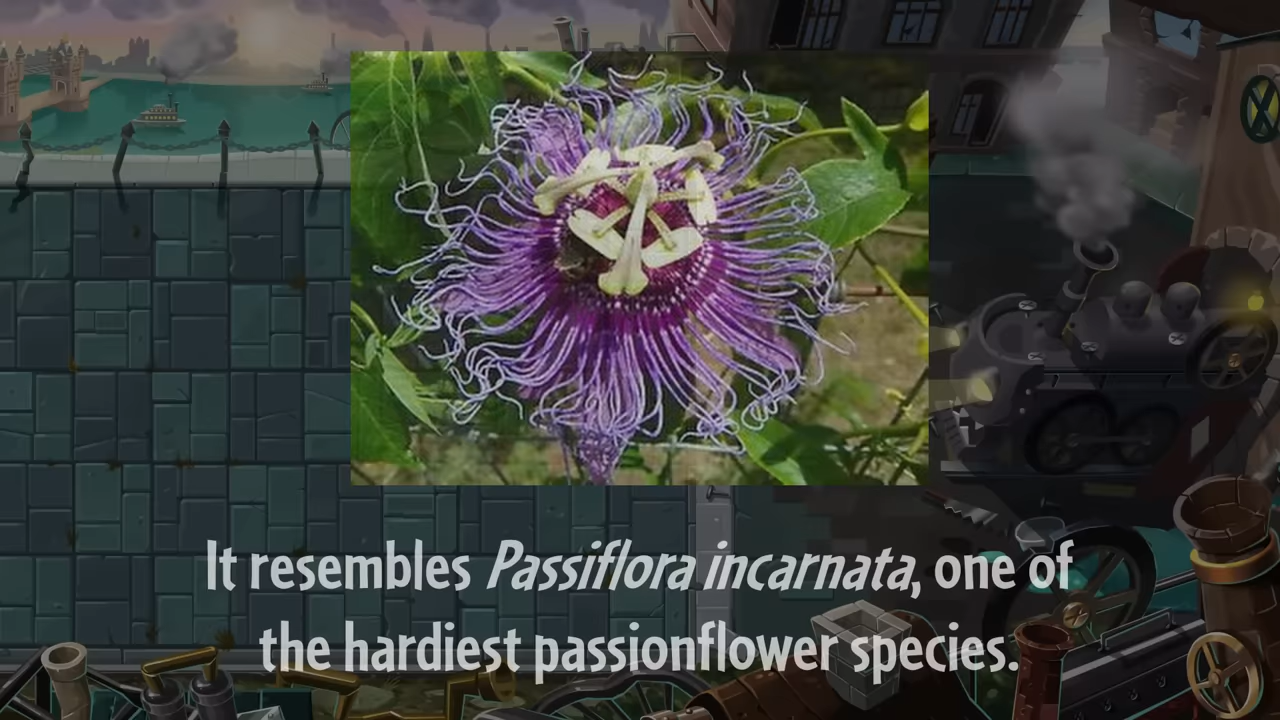 It resembles Passiflora incarnata, one of
the hardiest passionflower species.